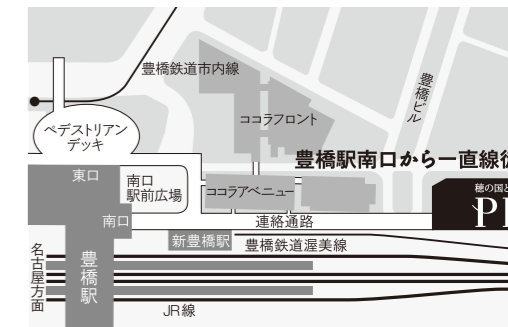 豊橋鉄道市内線
豊橋ビル
ココラフロント
ペデストリアン
デッキ
豊橋駅南口から一直線
穂の国と
東口
南口
駅前広場
ココラアベニュー
南口
連絡通路
新豊橋駅
豊橋鉄道渥美線
名古屋方面
豊橋駅
JR線